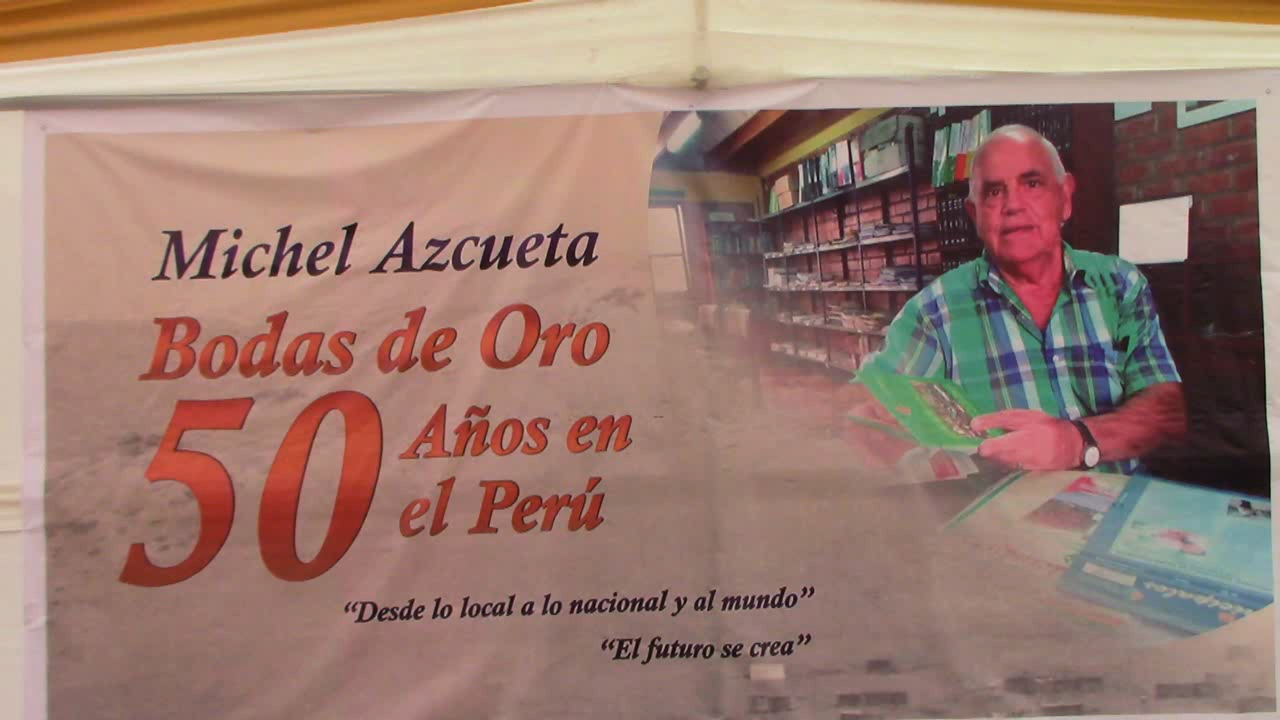 Michel Azcueta
Bodas de Oro
50 Años en
el Perú
“Desde lo local a lo nacional y al mundo”
“El futuro se crea”